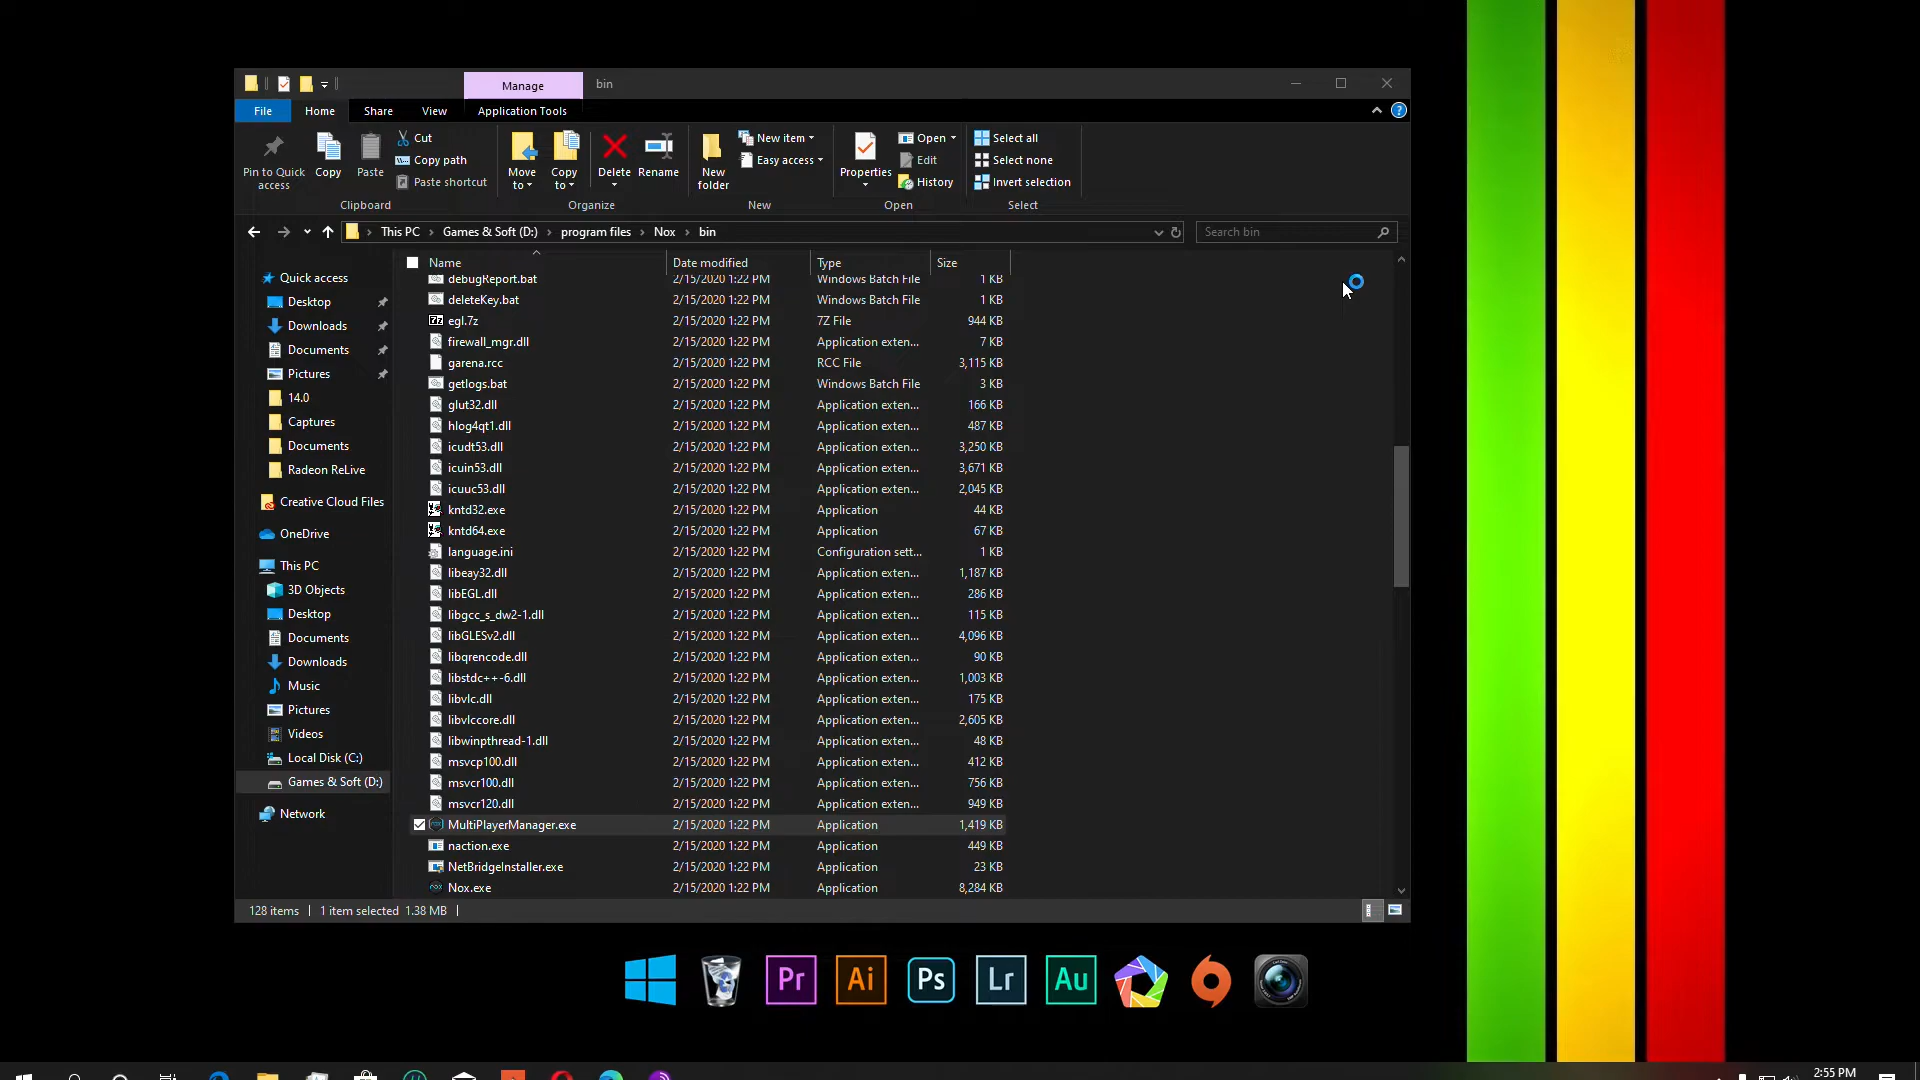 Manage
bin
File
Home
Share
View
Application Tools
Pin to Quick access
Copy
Paste
Cut
Copy path
Paste shortcut
Clipboard
Move to
Copy to
Delete
Rename
Organize
New folder
New item
Easy access
New
Properties
Open
Edit
History
Open
Select all
Select none
Invert selection
Select
This PC
Games & Soft (D:)
program files
Nox
bin
Search bin
Name Date modified Type Size
Quick access
Desktop
Downloads
Documents
Pictures
14.0
Captures
Documents
Radeon ReLive
Creative Cloud Files
OneDrive
This PC
3D Objects
Desktop
Documents
Downloads
Music
Pictures
Videos
Local Disk (C:)
Games & Soft (D:)
Network
debugReport.bat 2/15/2020 1:22 PM Windows Batch File 1 KB
deleteKey.bat 2/15/2020 1:22 PM Windows Batch File 1 KB
egl.7z 2/15/2020 1:22 PM 7Z File 944 KB
firewall_mgr.dll 2/15/2020 1:22 PM Application exten... 7 KB
garena.rcc 2/15/2020 1:22 PM RCC File 3,115 KB
getlogs.bat 2/15/2020 1:22 PM Windows Batch File 3 KB
glut32.dll 2/15/2020 1:22 PM Application exten... 166 KB
hlog4qt1.dll 2/15/2020 1:22 PM Application exten... 487 KB
icudt53.dll 2/15/2020 1:22 PM Application exten... 3,250 KB
icuin53.dll 2/15/2020 1:22 PM Application exten... 3,671 KB
icuuc53.dll 2/15/2020 1:22 PM Application exten... 2,045 KB
kntd32.exe 2/15/2020 1:22 PM Application 44 KB
kntd64.exe 2/15/2020 1:22 PM Application 67 KB
language.ini 2/15/2020 1:22 PM Configuration sett... 1 KB
libeay32.dll 2/15/2020 1:22 PM Application exten... 1,187 KB
libEGL.dll 2/15/2020 1:22 PM Application exten... 286 KB
libgcc_s_dw2-1.dll 2/15/2020 1:22 PM Application exten... 115 KB
libGLESv2.dll 2/15/2020 1:22 PM Application exten... 4,096 KB
libqrencode.dll 2/15/2020 1:22 PM Application exten... 90 KB
libstdc++-6.dll 2/15/2020 1:22 PM Application exten... 1,003 KB
libvlc.dll 2/15/2020 1:22 PM Application exten... 175 KB
libvlccore.dll 2/15/2020 1:22 PM Application exten... 2,605 KB
libwinpthread-1.dll 2/15/2020 1:22 PM Application exten... 48 KB
msvcp100.dll 2/15/2020 1:22 PM Application exten... 412 KB
msvcr100.dll 2/15/2020 1:22 PM Application exten... 756 KB
msvcr120.dll 2/15/2020 1:22 PM Application exten... 949 KB
MultiPlayerManager.exe 2/15/2020 1:22 PM Application 1,419 KB
naction.exe 2/15/2020 1:22 PM Application 449 KB
NetBridgeInstaller.exe 2/15/2020 1:22 PM Application 23 KB
Nox.exe 2/15/2020 1:22 PM Application 8,284 KB
128 items 1 item selected 1.38 MB
Pr Ai Ps Lr Au
2:55 PM